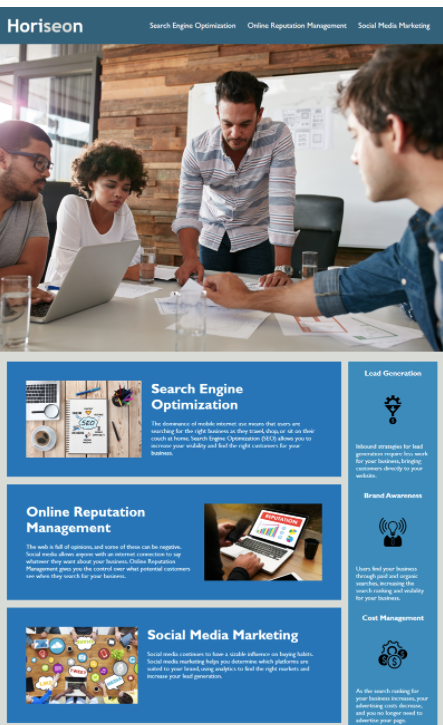 Horiseon
Search Engine Optimization Online Reputation Management Social Media Marketing
Search Engine
Optimization
The dominance of mobile internet use means that users are
searching for the right business as they travel, shop, or sit on their
couch at home. Search Engine Optimization (SEO) allows you to
increase your visibility and find the right customers for your
business.
SEO
Online Reputation
Management
The web is full of opinions, and some of these can be negative.
Social media allows anyone with an internet connection to say
whatever they want about your business. Online Reputation
Management gives you the control over what potential customers
see when they search for your business.
REPUTATION
Social Media Marketing
Social media continues to have a sizable influence on buying habits.
Social media marketing helps you determine which platforms are
suited to your brand, using analytics to find the right markets and
increase your lead generation.
Lead Generation
Inbound strategies for lead
generation require less work
for your business, bringing
customers directly to your
website.
Brand Awareness
Users find your business
through paid and organic
searches, increasing the
search ranking and visibility
for your business.
Cost Management
As the search ranking for
your business increases, your
advertising costs decrease,
and you no longer need to
advertise your page.